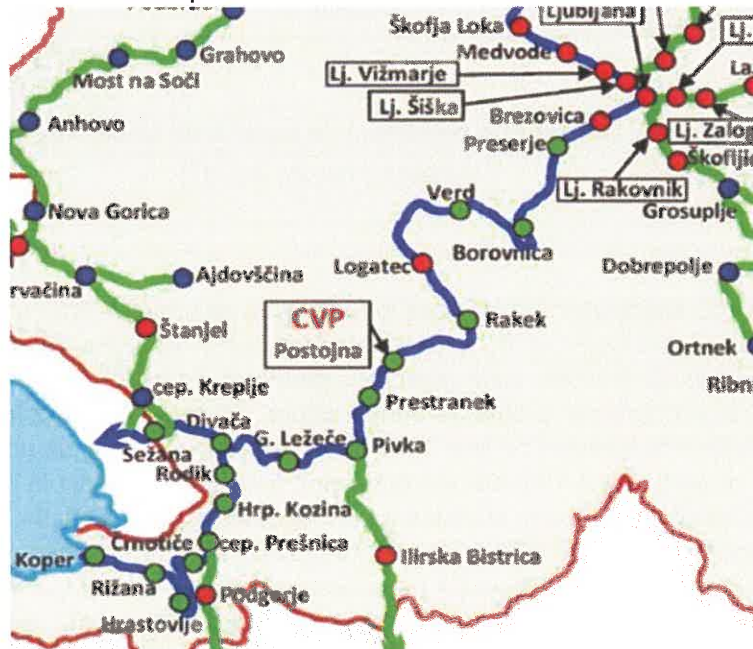 Grahovo
Škofja Loka
Ljubljana
Lj.
Most na Soči
Medvode
Lj. Vižmarje
Lj. Šiška
Anhovo
Brezovica
Preserje
Lj. Zalog
Lj. Rakovnik
Nova Gorica
Verd
Grosuplje
Borovnica
Logatec
Ajdovščina
Dobrepolje
CVP
Postojna
Rakek
Štanjel
Ortnek
cep. Kreplje
Prestranek
Divača
G. Ležeče
Pivka
Sežana
Rodik
Hrp. Kozina
Črnotiče
cep. Prešnica
Koper
Ilirska Bistrica
Rižana
Podgorje
Hrastovlje